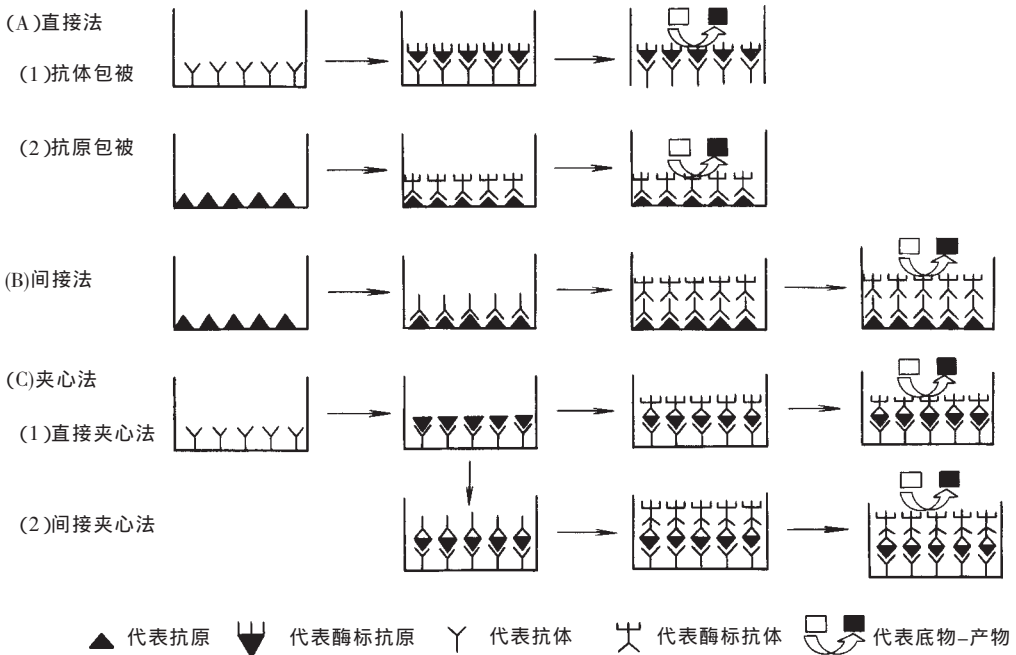 (A)直接法
(1)抗体包被
(2)抗原包被
(B)间接法
(C)夹心法
(1)直接夹心法
(2)间接夹心法
代表抗原 代表酶标抗原 代表抗体 代表酶标抗体 代表底物–产物